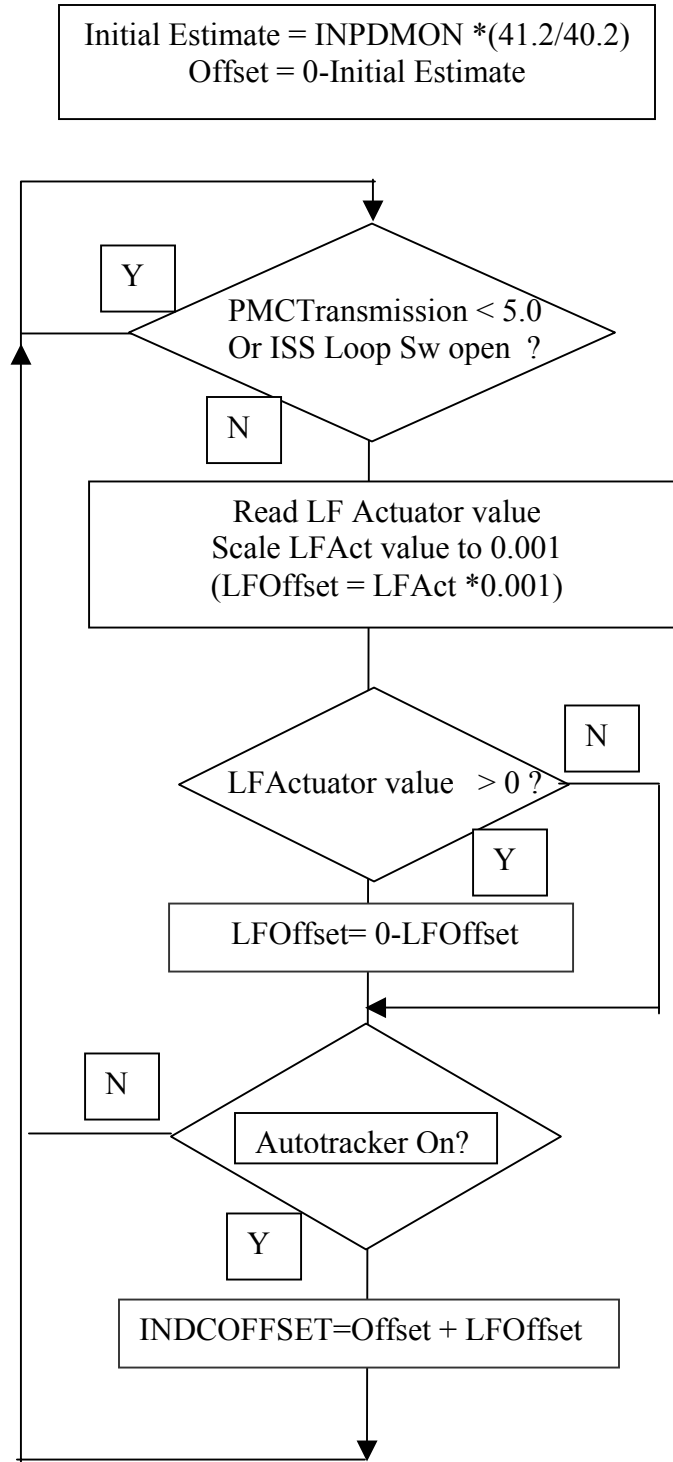 Initial Estimate = INPDMON *(41.2/40.2)
Offset = 0-Initial Estimate
Y
PMCTransmission < 5.0
Or ISS Loop Sw open ?
N
Read LF Actuator value
Scale LFAct value to 0.001
(LFOffset = LFAct *0.001)
N
LFActuator value > 0 ?
Y
LFOffset= 0-LFOffset
N
Autotracker On?
Y
INDCOFFSET=Offset + LFOffset